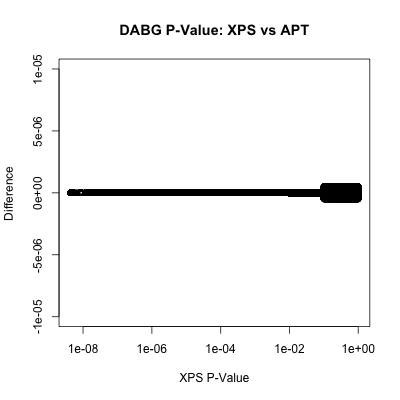 DABG P-Value: XPS vs APT
1e-05
5e-06
0e+00
-5e-06
-1e-05
Difference
1e-08
1e-06
1e-04
1e-02
1e+00
XPS P-Value